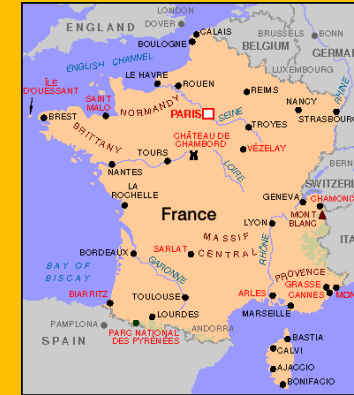 LONDON
ENGLAND
DOVER
CALAIS
BRUSSELS
BONN
BOULOGNE
BELGIUM
GERMA
ENGLISH CHANNEL
LUXEMBOURG
LE HAVRE
ROUEN
REIMS
RHINE
ÎLE
D'OUESSANT
SAINT
MALO
NORMANDY
PARIS
SEINE
NANCY
STRASBOURG
BREST
BRITTANY
TROYES
CHÂTEAU DE
CHAMBORD
VÉZELAY
TOURS
LOIRE
BERN
NANTES
SWITZERL
LA
ROCHELLE
GENEVA
CHAMONIX
France
LYON
MONT
BLANC
MASSIF
CENTRAL
RHÔNE
ITA
BORDEAUX
SARLAT
BAY OF
BISCAY
GARONNE
PROVENCE
GRASSE
CANNES
MON
BIARRITZ
TOULOUSE
ARLES
MARSEILLE
LOURDES
PAMPLONA
ANDORRA
SPAIN
PARC NATIONAL
DES PYRÉNÉES
BASTIA
CALVI
AJACCIO
BONIFACIO